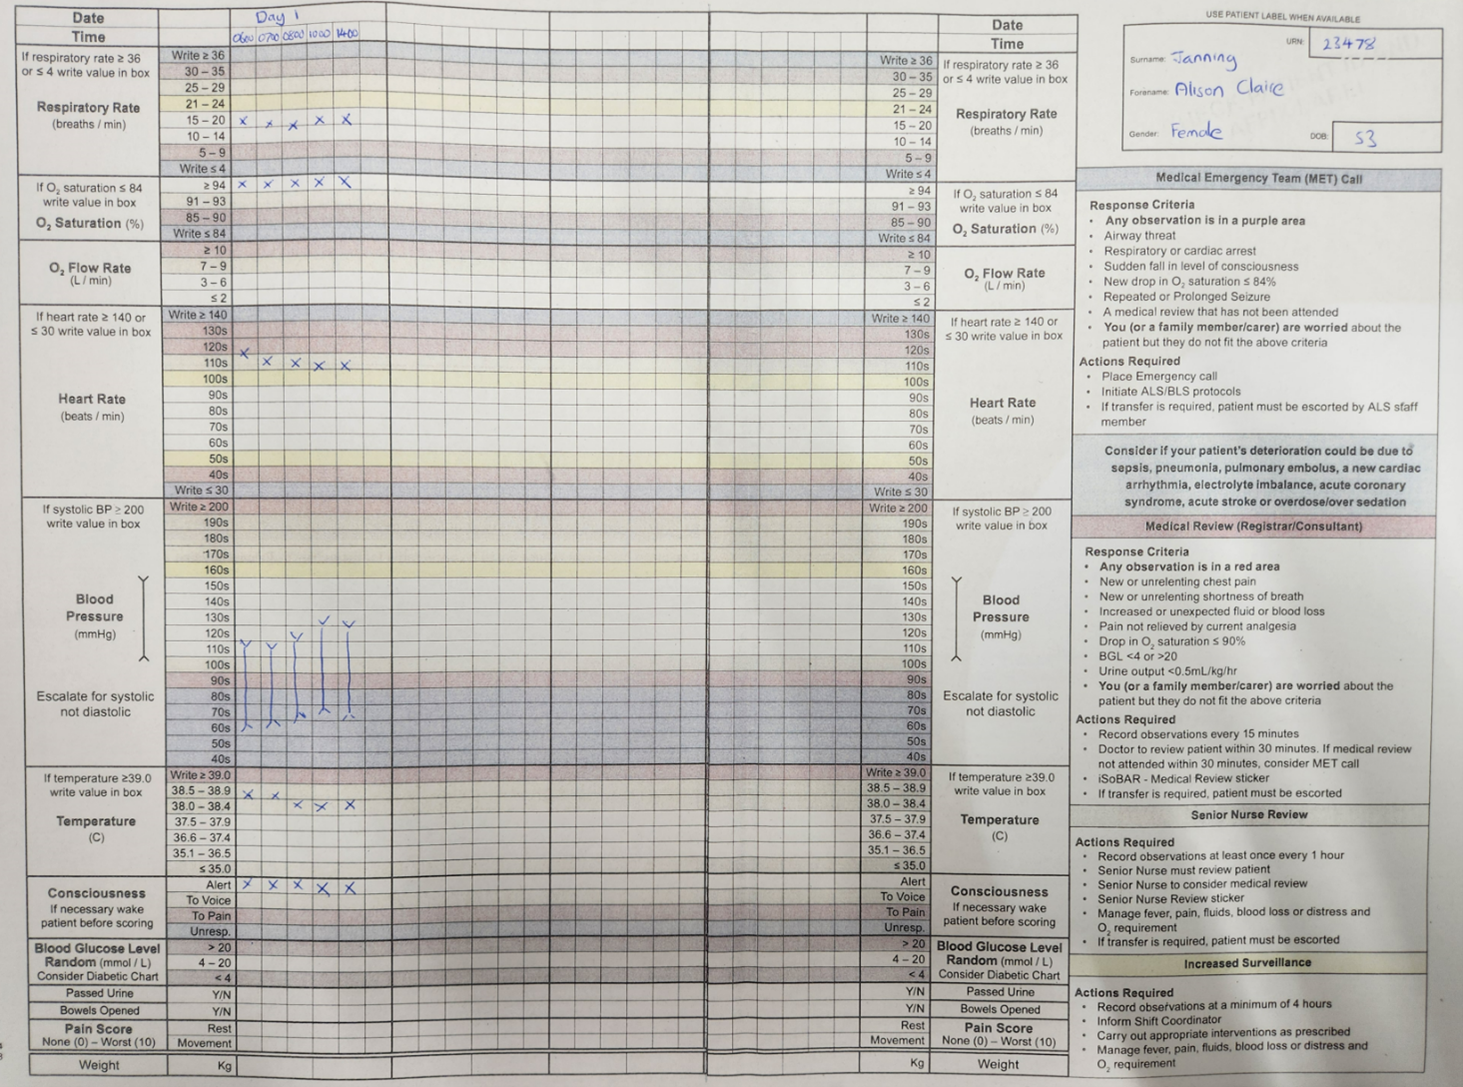 Date
Time
Day 1
0600 0700 0800 1000 1400
If respiratory rate ≥ 36
or ≤ 4 write value in box
Respiratory Rate
(breaths / min)
Write ≥ 36
30 – 35
25 – 29
21 – 24
15 – 20 x x x x x
10 – 14
5 – 9
Write ≤ 4
If O₂ saturation ≤ 84
write value in box
O₂ Saturation (%)
≥ 94 x x x x x
91 – 93
85 – 90
Write ≤ 84
O₂ Flow Rate
(L / min)
≥ 10
7 – 9
3 – 6
≤ 2
If heart rate ≥ 140 or
≤ 30 write value in box
Heart Rate
(beats / min)
Write ≥ 140
130s
120s x
110s x x x x
100s
90s
80s
70s
60s
50s
40s
Write ≤ 30
If systolic BP ≥ 200
write value in box
Blood
Pressure
(mmHg)
Escalate for systolic
not diastolic
Write ≥ 200
190s
180s
170s
160s
150s
140s
130s
120s
110s
100s
90s
80s
70s
60s
50s
40s
If temperature ≥39.0
write value in box
Temperature
(C)
Write ≥ 39.0
38.5 – 38.9 x x
38.0 – 38.4 x x x
37.5 – 37.9
36.6 – 37.4
35.1 – 36.5
≤ 35.0
Consciousness
If necessary wake
patient before scoring
Alert x x x x x
To Voice
To Pain
Unresp.
Blood Glucose Level
Random (mmol / L)
Consider Diabetic Chart
> 20
4 – 20
< 4
Passed Urine Y/N
Bowels Opened Y/N
Pain Score
None (0) – Worst (10)
Rest
Movement
Weight Kg
Date
Time
Write ≥ 36
30 – 35
25 – 29
21 – 24
15 – 20
10 – 14
5 – 9
Write ≤ 4
If respiratory rate ≥ 36
or ≤ 4 write value in box
Respiratory Rate
(breaths / min)
≥ 94
91 – 93
85 – 90
Write ≤ 84
If O₂ saturation ≤ 84
write value in box
O₂ Saturation (%)
≥ 10
7 – 9
3 – 6
≤ 2
O₂ Flow Rate
(L / min)
Write ≥ 140
130s
120s
110s
100s
90s
80s
70s
60s
50s
40s
Write ≤ 30
If heart rate ≥ 140 or
≤ 30 write value in box
Heart Rate
(beats / min)
Write ≥ 200
190s
180s
170s
160s
150s
140s
130s
120s
110s
100s
90s
80s
70s
60s
50s
40s
If systolic BP ≥ 200
write value in box
Blood
Pressure
(mmHg)
Escalate for systolic
not diastolic
Write ≥ 39.0
38.5 – 38.9
38.0 – 38.4
37.5 – 37.9
36.6 – 37.4
35.1 – 36.5
≤ 35.0
If temperature ≥39.0
write value in box
Temperature
(C)
Alert
To Voice
To Pain
Unresp.
Consciousness
If necessary wake
patient before scoring
> 20
4 – 20
< 4
Blood Glucose Level
Random (mmol / L)
Consider Diabetic Chart
Y/N Passed Urine
Y/N Bowels Opened
Rest
Movement
Pain Score
None (0) – Worst (10)
Kg Weight
USE PATIENT LABEL WHEN AVAILABLE
URN: 23478
Surname: Janning
Forename: Alison Claire
Gender: Female DOB: 53
Medical Emergency Team (MET) Call
Response Criteria
• Any observation is in a purple area
• Airway threat
• Respiratory or cardiac arrest
• Sudden fall in level of consciousness
• New drop in O₂ saturation ≤ 84%
• Repeated or Prolonged Seizure
• A medical review that has not been attended
• You (or a family member/carer) are worried about the
patient but they do not fit the above criteria
Actions Required
• Place Emergency call
• Initiate ALS/BLS protocols
• If transfer is required, patient must be escorted by ALS sfaff
member
Consider if your patient's deterioration could be due to
sepsis, pneumonia, pulmonary embolus, a new cardiac
arrhythmia, electrolyte imbalance, acute coronary
syndrome, acute stroke or overdose/over sedation
Medical Review (Registrar/Consultant)
Response Criteria
• Any observation is in a red area
• New or unrelenting chest pain
• New or unrelenting shortness of breath
• Increased or unexpected fluid or blood loss
• Pain not relieved by current analgesia
• Drop in O₂ saturation ≤ 90%
• BGL <4 or >20
• Urine output <0.5mL/kg/hr
• You (or a family member/carer) are worried about the
patient but they do not fit the above criteria
Actions Required
• Record observations every 15 minutes
• Doctor to review patient within 30 minutes. If medical review
not attended within 30 minutes, consider MET call
• iSoBAR - Medical Review sticker
• If transfer is required, patient must be escorted
Senior Nurse Review
Actions Required
• Record observations at least once every 1 hour
• Senior Nurse must review patient
• Senior Nurse to consider medical review
• Senior Nurse Review sticker
• Manage fever, pain, fluids, blood loss or distress and
O₂ requirement
• If transfer is required, patient must be escorted
Increased Surveillance
Actions Required
• Record observations at a minimum of 4 hours
• Inform Shift Coordinator
• Carry out appropriate interventions as prescribed
• Manage fever, pain, fluids, blood loss or distress and
O₂ requirement